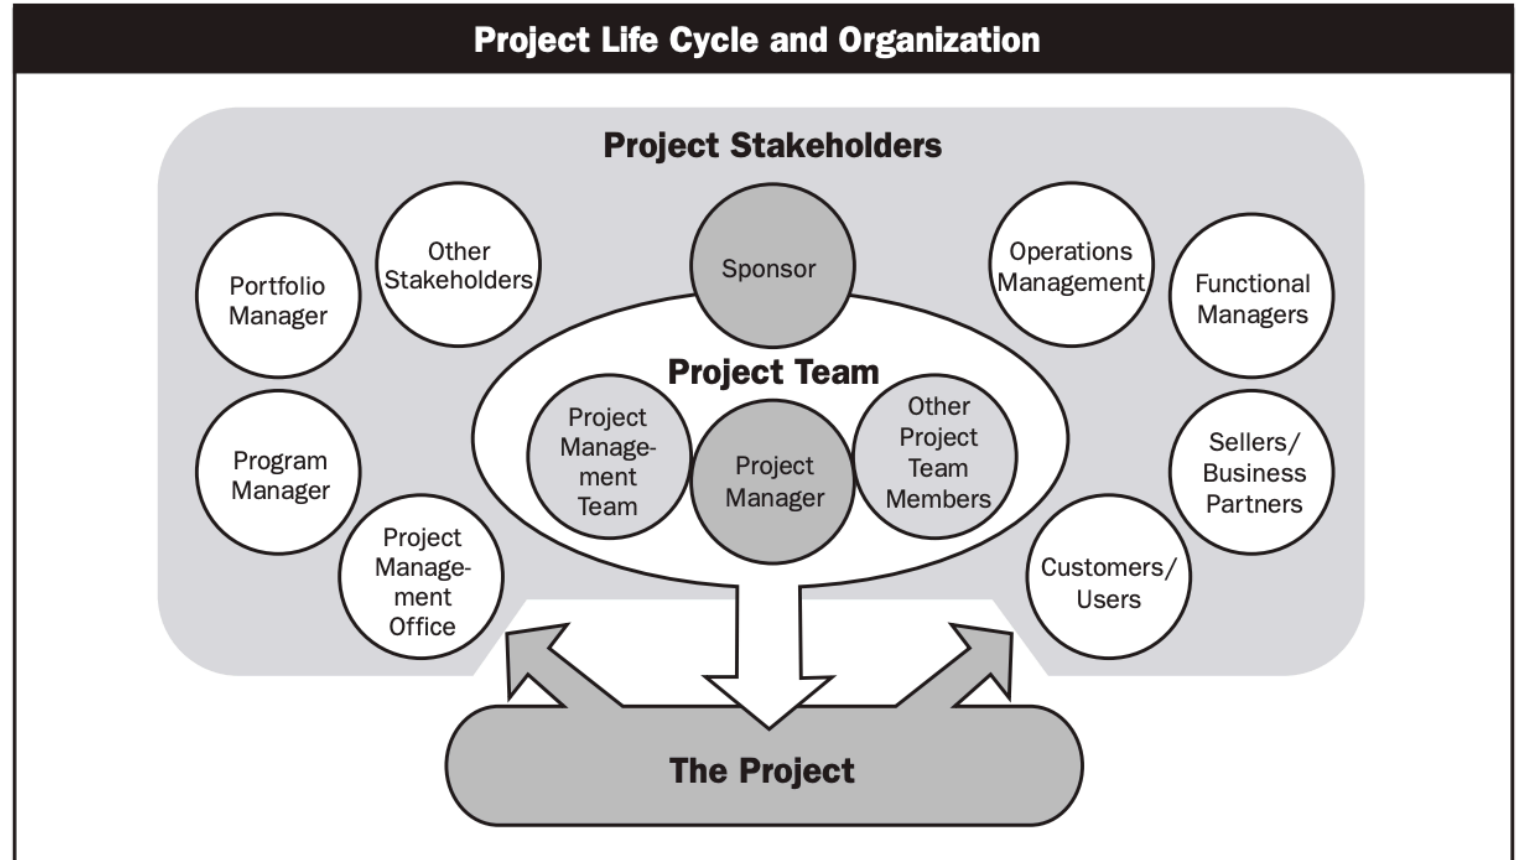 Project Life Cycle and Organization
Project Stakeholders
Portfolio
Manager
Other
Stakeholders
Sponsor
Operations
Management
Functional
Managers
Project Team
Project
Manage-
ment
Team
Project
Manager
Other
Project
Team
Members
Program
Manager
Sellers/
Business
Partners
Project
Manage-
ment
Office
Customers/
Users
The Project